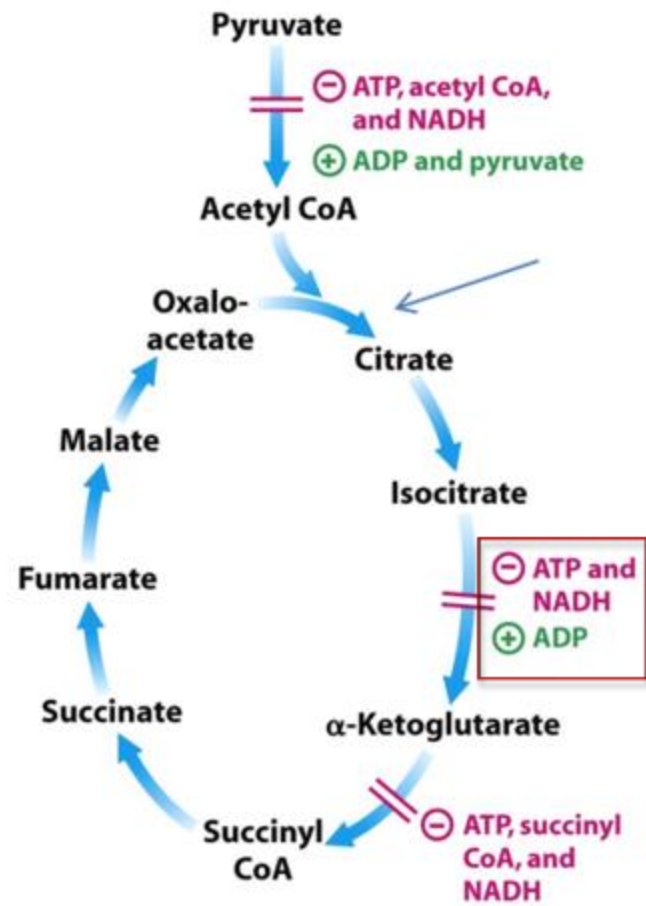 Pyruvate
⊖ ATP, acetyl CoA,
and NADH
⊕ ADP and pyruvate
Acetyl CoA
Oxalo-
acetate
Citrate
Malate
Isocitrate
⊖ ATP and
NADH
⊕ ADP
Fumarate
Succinate
α-Ketoglutarate
Succinyl
CoA
⊖ ATP, succinyl
CoA, and
NADH